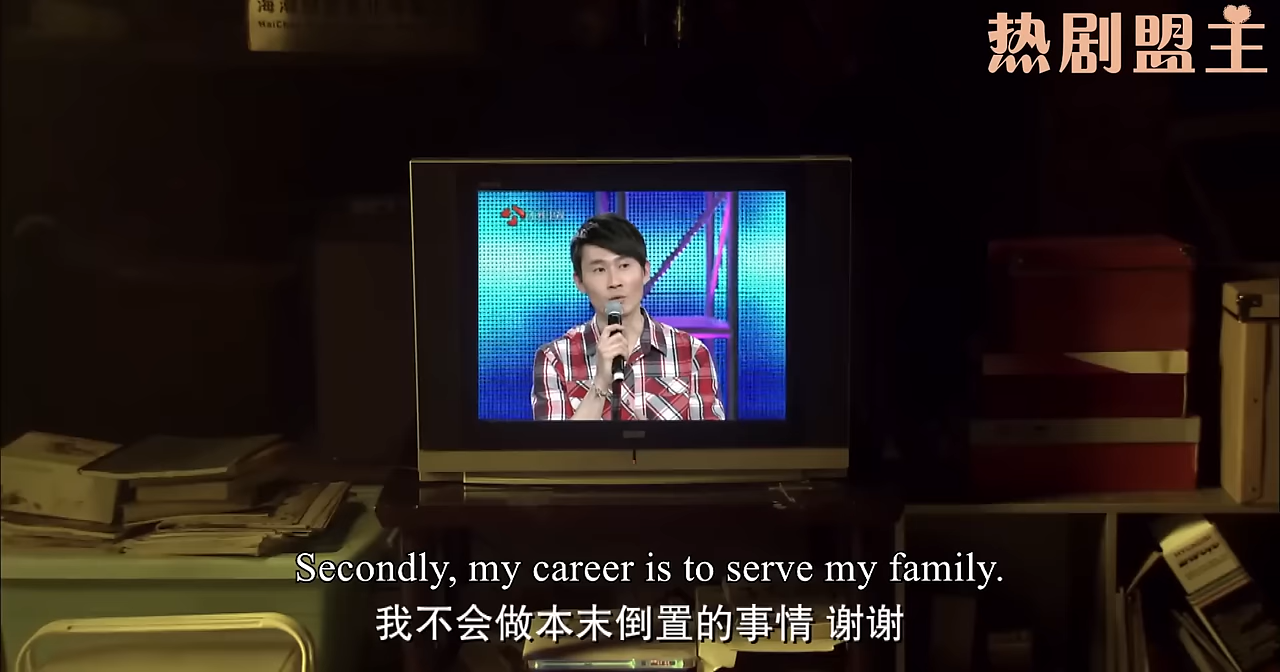 热剧盟主
Secondly, my career is to serve my family.
我不会做本末倒置的事情 谢谢